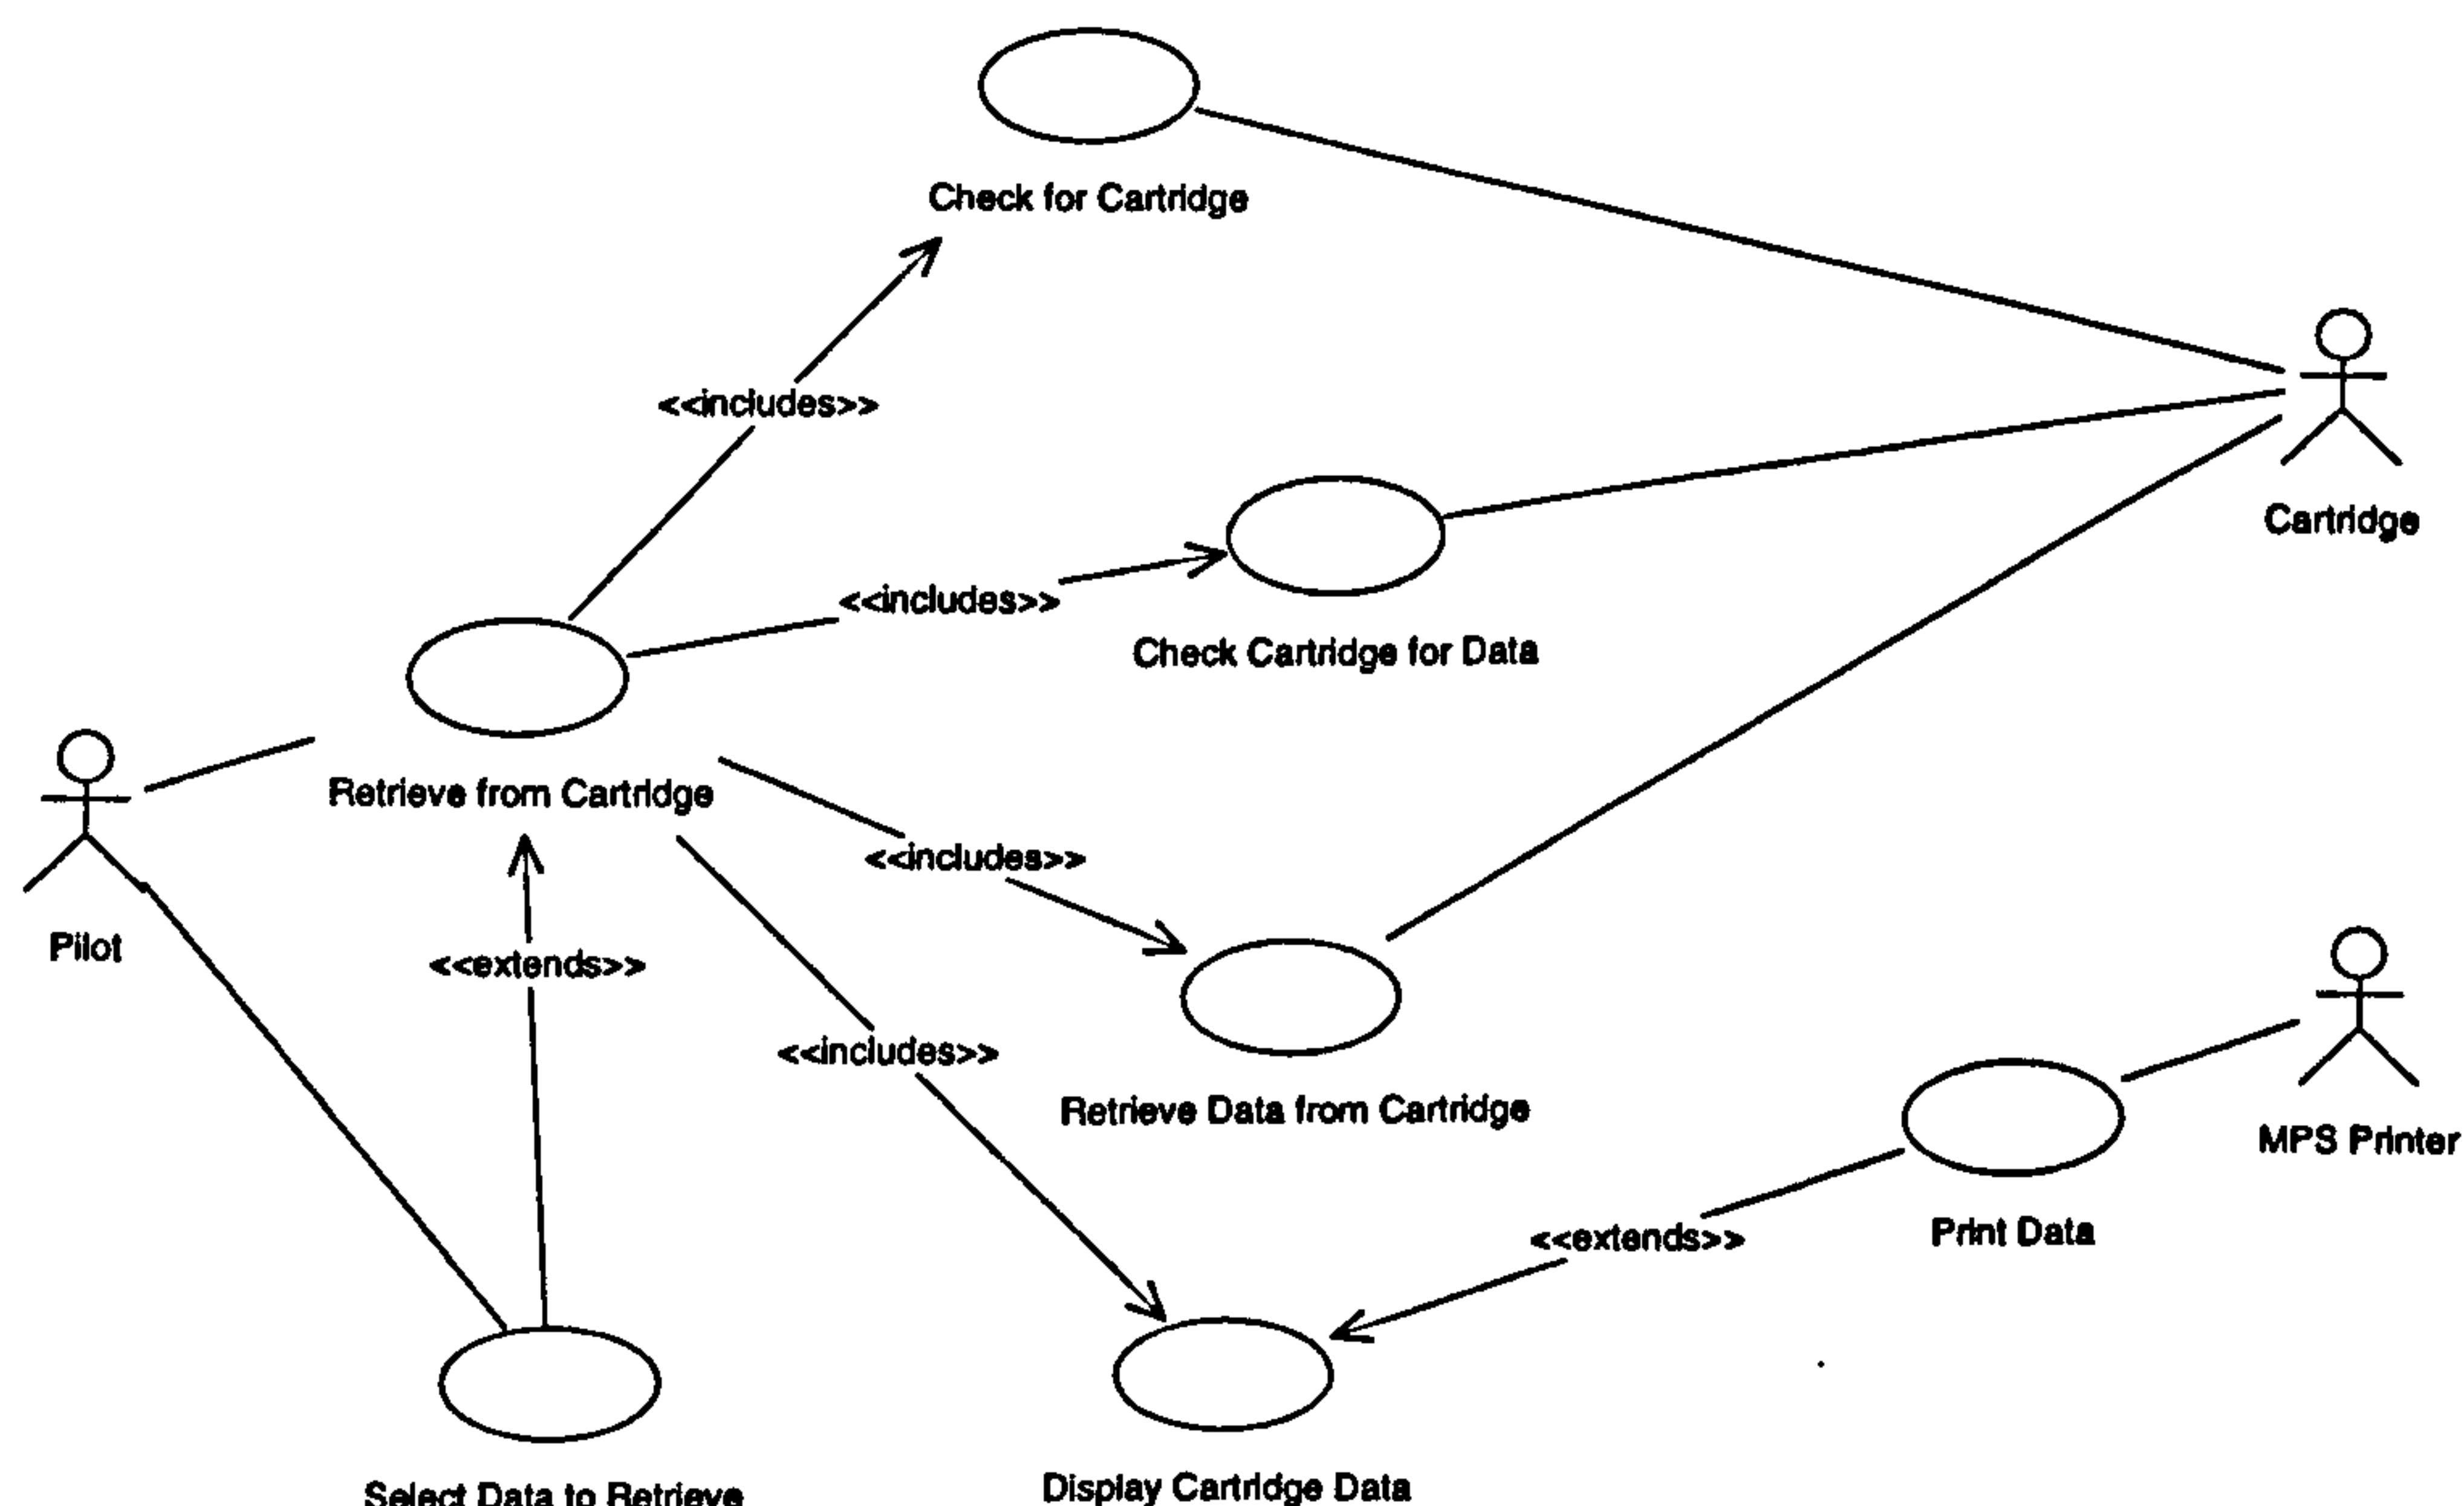 Check for Cartridge
<<includes>>
Cartridge
<<includes>>
Check Cartridge for Data
Retrieve from Cartridge
<<includes>>
Pilot
<<extends>>
<<includes>>
Retrieve Data from Cartridge
MPS Printer
Print Data
<<extends>>
Display Cartridge Data
Select Data to Retrieve